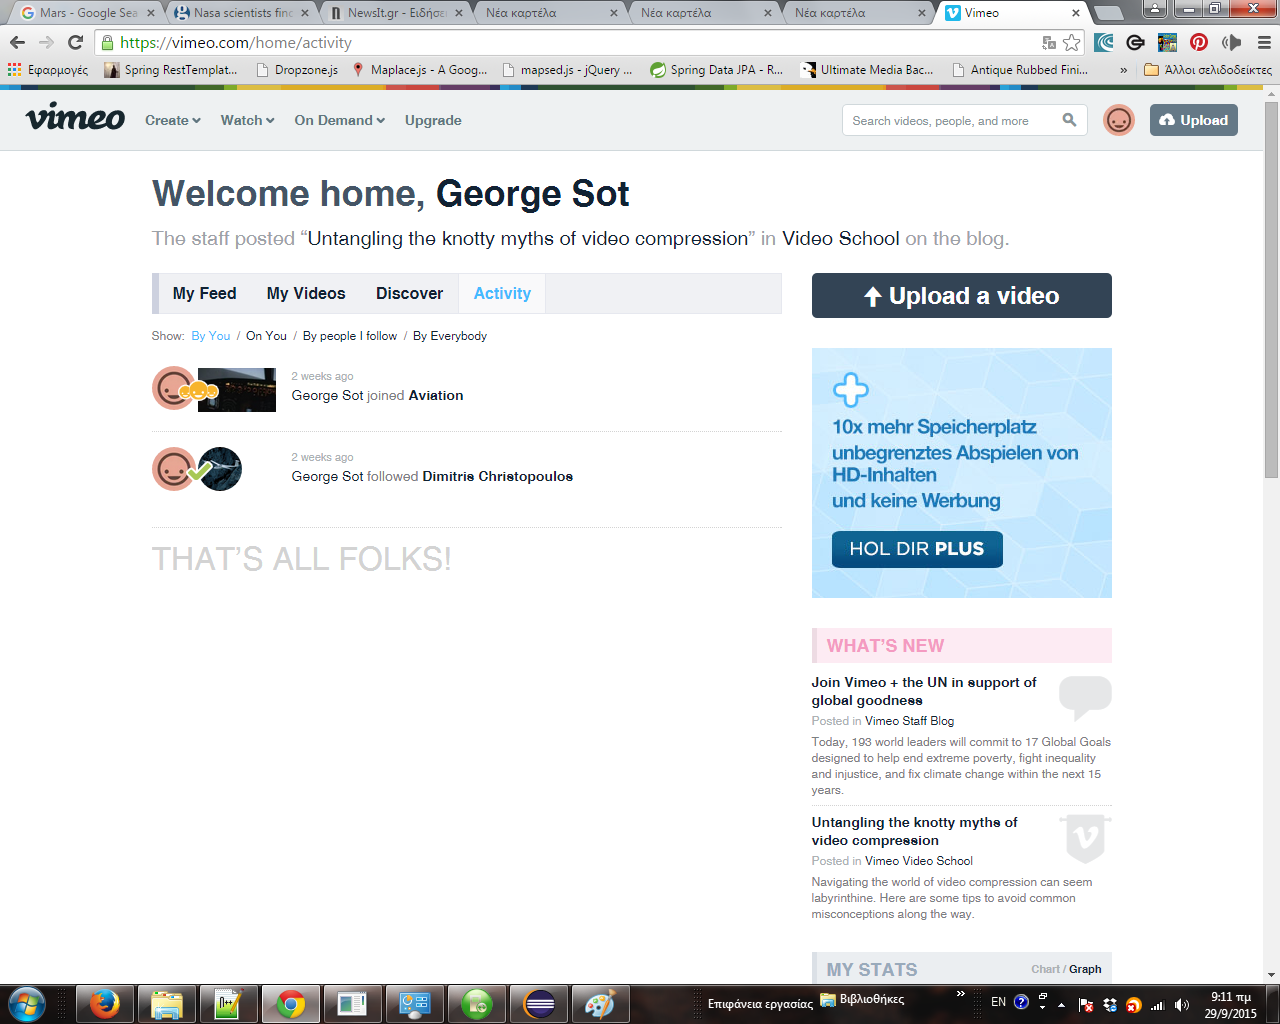 Mars - Google Sea
Nasa scientists find
NewsIt.gr - Ειδήσε
Νέα καρτέλα
Νέα καρτέλα
Νέα καρτέλα
Vimeo
https://vimeo.com/home/activity
Εφαρμογές
Spring RestTemplat...
Dropzone.js
Maplace.js - A Goog...
mapsed.js - jQuery ...
Spring Data JPA - R...
Ultimate Media Bac...
Antique Rubbed Fini...
»
Άλλοι σελιδοδείκτες
vimeo
Create
Watch
On Demand
Upgrade
Search videos, people, and more
Upload
Welcome home, George Sot
The staff posted “Untangling the knotty myths of video compression” in Video School on the blog.
My Feed
My Videos
Discover
Activity
Show: By You / On You / By people I follow / By Everybody
2 weeks ago
George Sot joined Aviation
2 weeks ago
George Sot followed Dimitris Christopoulos
THAT’S ALL FOLKS!
Upload a video
10x mehr Speicherplatz
unbegrenztes Abspielen von
HD-Inhalten
und keine Werbung
HOL DIR PLUS
WHAT’S NEW
Join Vimeo + the UN in support of
global goodness
Posted in Vimeo Staff Blog
Today, 193 world leaders will commit to 17 Global Goals
designed to help end extreme poverty, fight inequality
and injustice, and fix climate change within the next 15
years.
Untangling the knotty myths of
video compression
Posted in Vimeo Video School
Navigating the world of video compression can seem
labyrinthine. Here are some tips to avoid common
misconceptions along the way.
MY STATS
Chart / Graph
Επιφάνεια εργασίας
Βιβλιοθήκες
»
EN
9:11 πμ
29/9/2015